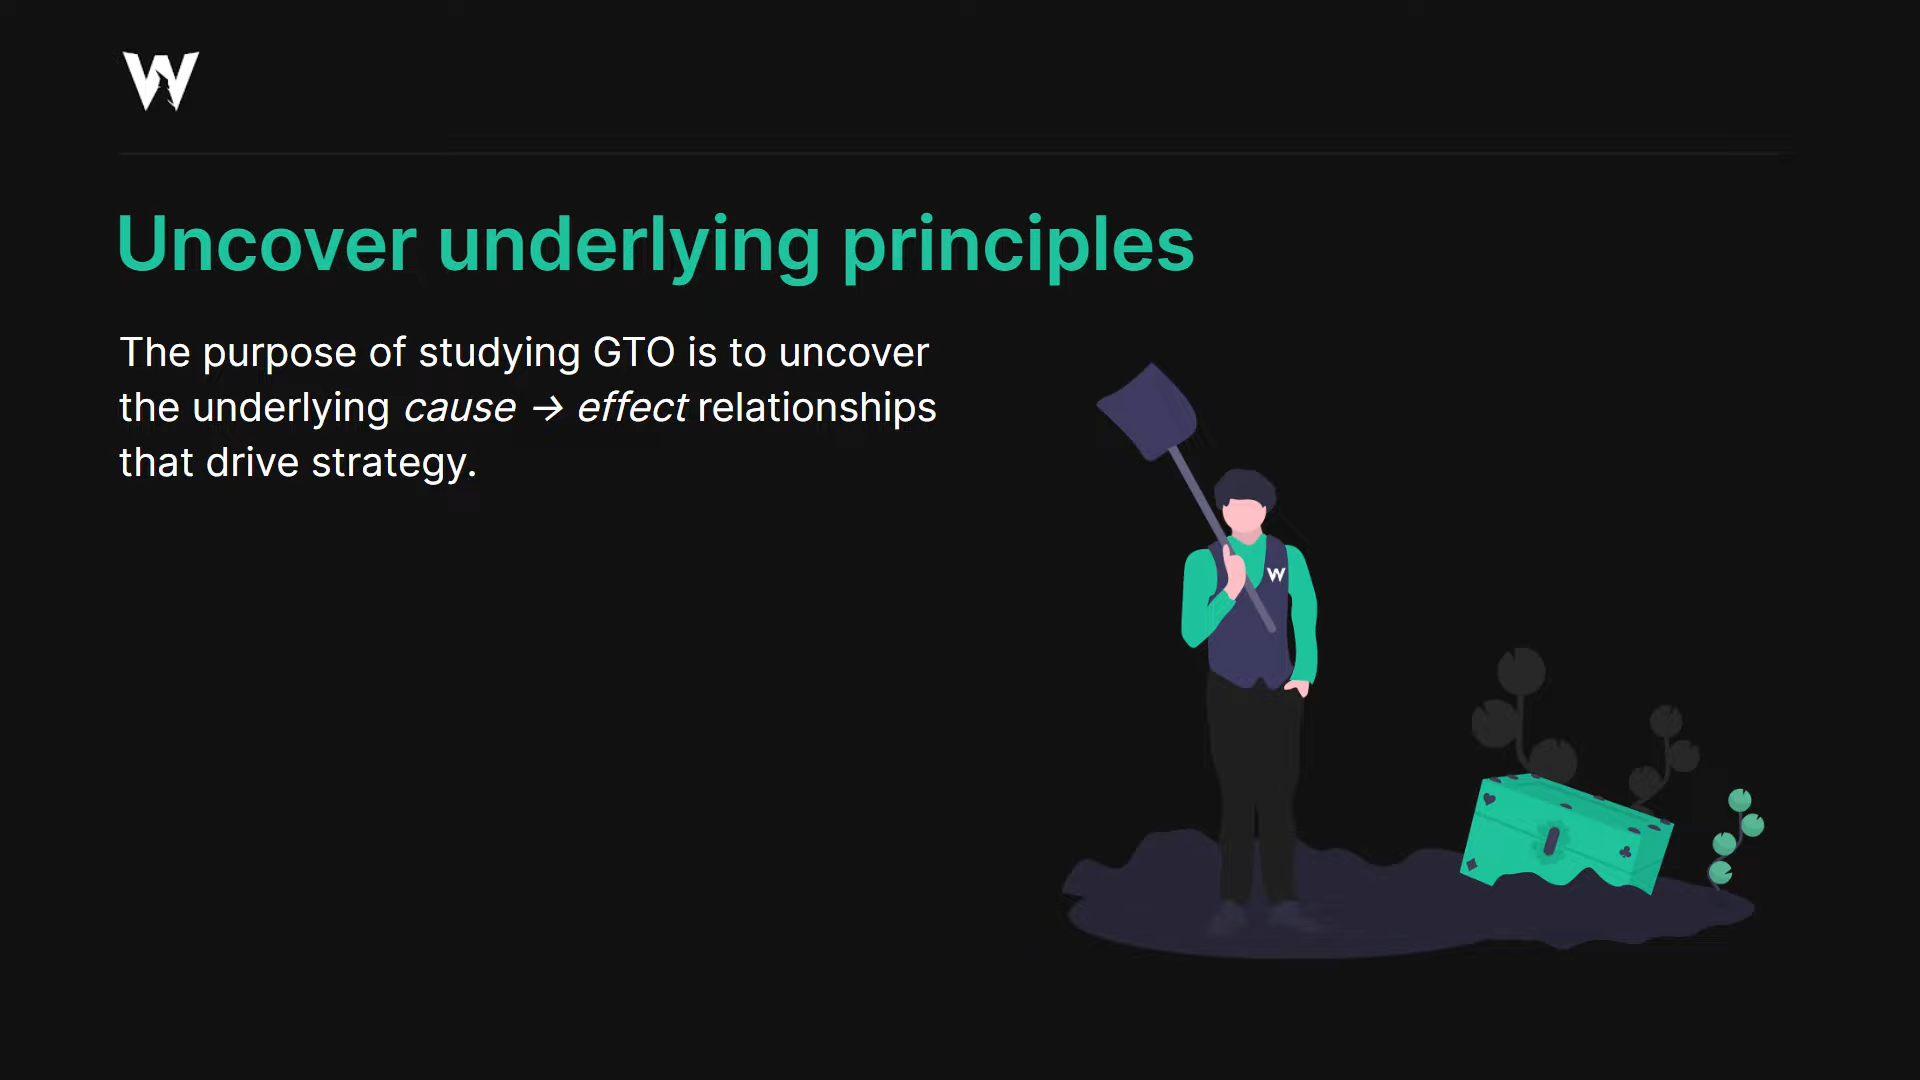 W
Uncover underlying principles
The purpose of studying GTO is to uncover
the underlying cause → effect relationships
that drive strategy.
W